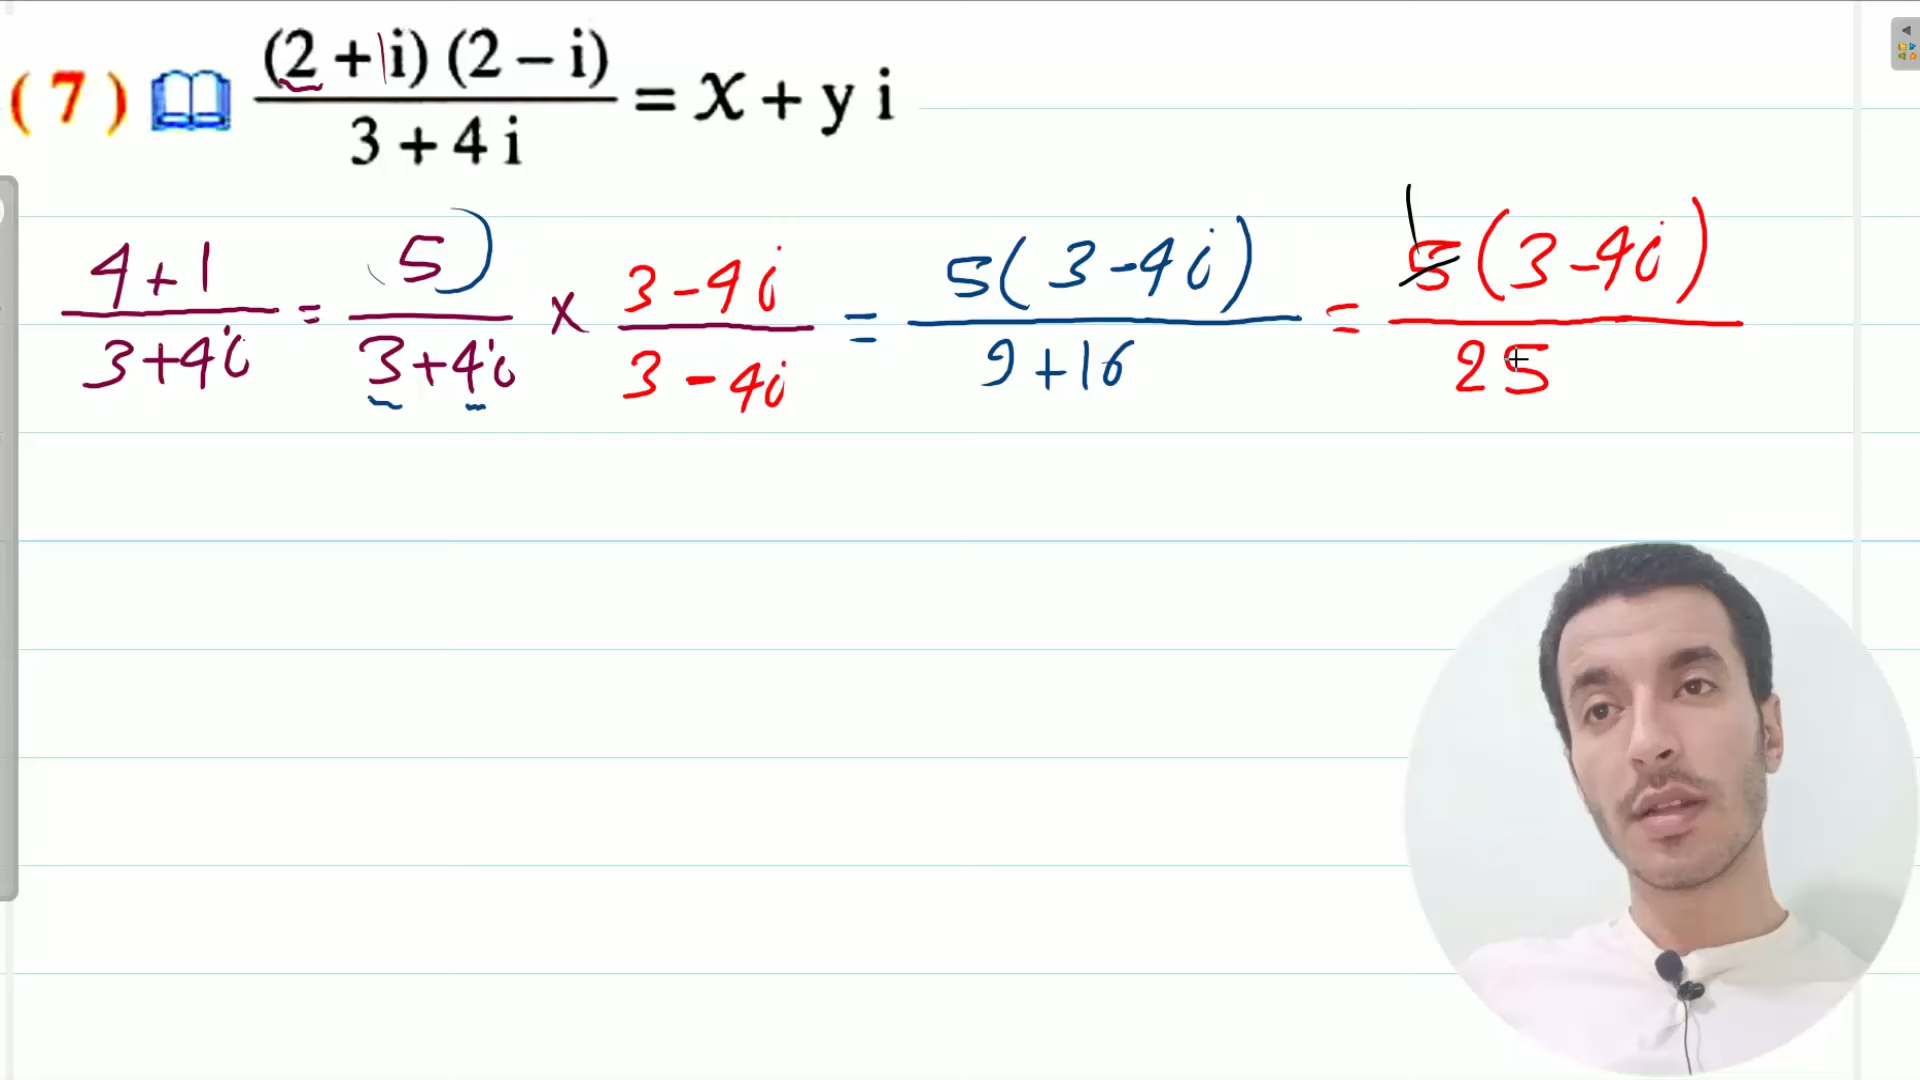 (7) (2 + i) (2 − i) / 3 + 4 i = x + y i
4+1 / 3+4i = (5) / 3+4i × 3-4i / 3-4i = 5(3-4i) / 9+16 = 5(3-4i) / 25
1